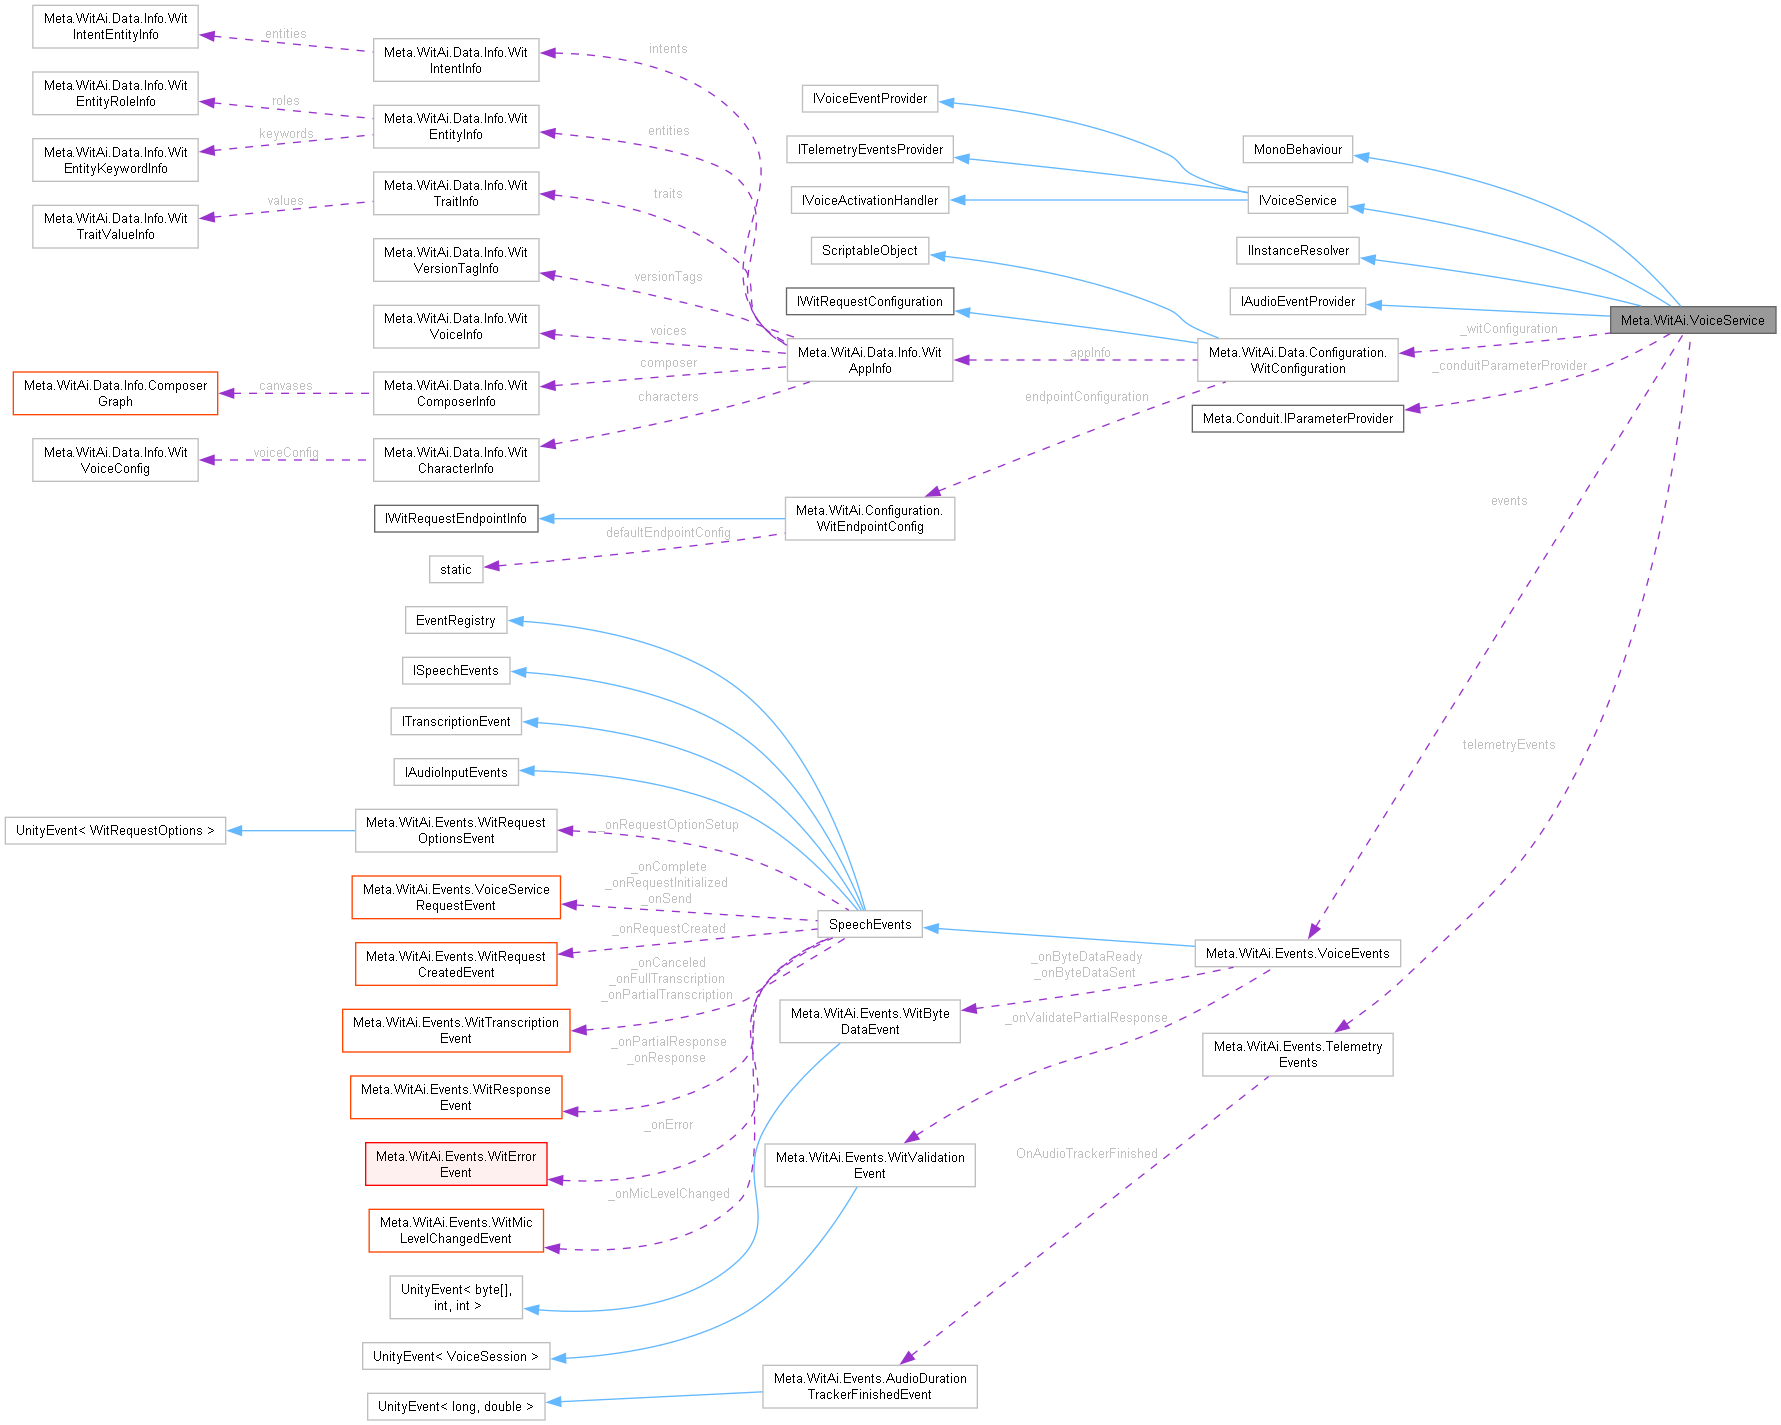 Meta.WitAi.Data.Info.Wit
IntentEntityInfo
entities
Meta.WitAi.Data.Info.Wit
IntentInfo
intents
Meta.WitAi.Data.Info.Wit
EntityRoleInfo
roles
Meta.WitAi.Data.Info.Wit
EntityInfo
entities
keywords
Meta.WitAi.Data.Info.Wit
EntityKeywordInfo
Meta.WitAi.Data.Info.Wit
TraitInfo
traits
values
Meta.WitAi.Data.Info.Wit
TraitValueInfo
Meta.WitAi.Data.Info.Wit
VersionTagInfo
versionTags
Meta.WitAi.Data.Info.Wit
VoiceInfo
voices
Meta.WitAi.Data.Info.Composer
Graph
canvases
Meta.WitAi.Data.Info.Wit
ComposerInfo
composer
characters
Meta.WitAi.Data.Info.Wit
VoiceConfig
voiceConfig
Meta.WitAi.Data.Info.Wit
CharacterInfo
IVoiceEventProvider
ITelemetryEventsProvider
IVoiceActivationHandler
ScriptableObject
IWitRequestConfiguration
Meta.WitAi.Data.Info.Wit
AppInfo
appInfo
MonoBehaviour
IVoiceService
IInstanceResolver
IAudioEventProvider
Meta.WitAi.VoiceService
_witConfiguration
Meta.WitAi.Data.Configuration.
WitConfiguration
_conduitParameterProvider
endpointConfiguration
Meta.Conduit.IParameterProvider
IWitRequestEndpointInfo
Meta.WitAi.Configuration.
WitEndpointConfig
defaultEndpointConfig
static
events
EventRegistry
ISpeechEvents
ITranscriptionEvent
IAudioInputEvents
telemetryEvents
UnityEvent< WitRequestOptions >
Meta.WitAi.Events.WitRequest
OptionsEvent
_onRequestOptionSetup
Meta.WitAi.Events.VoiceService
RequestEvent
_onComplete
_onRequestInitialized
_onSend
SpeechEvents
_onRequestCreated
Meta.WitAi.Events.WitRequest
CreatedEvent
_onCanceled
_onFullTranscription
_onPartialTranscription
Meta.WitAi.Events.VoiceEvents
_onByteDataReady
_onByteDataSent
Meta.WitAi.Events.WitByte
DataEvent
_onValidatePartialResponse
Meta.WitAi.Events.WitTranscription
Event
_onPartialResponse
_onResponse
Meta.WitAi.Events.Telemetry
Events
Meta.WitAi.Events.WitResponse
Event
_onError
Meta.WitAi.Events.WitError
Event
Meta.WitAi.Events.WitValidation
Event
OnAudioTrackerFinished
_onMicLevelChanged
Meta.WitAi.Events.WitMic
LevelChangedEvent
UnityEvent< byte[],
int, int >
UnityEvent< VoiceSession >
Meta.WitAi.Events.AudioDuration
TrackerFinishedEvent
UnityEvent< long, double >